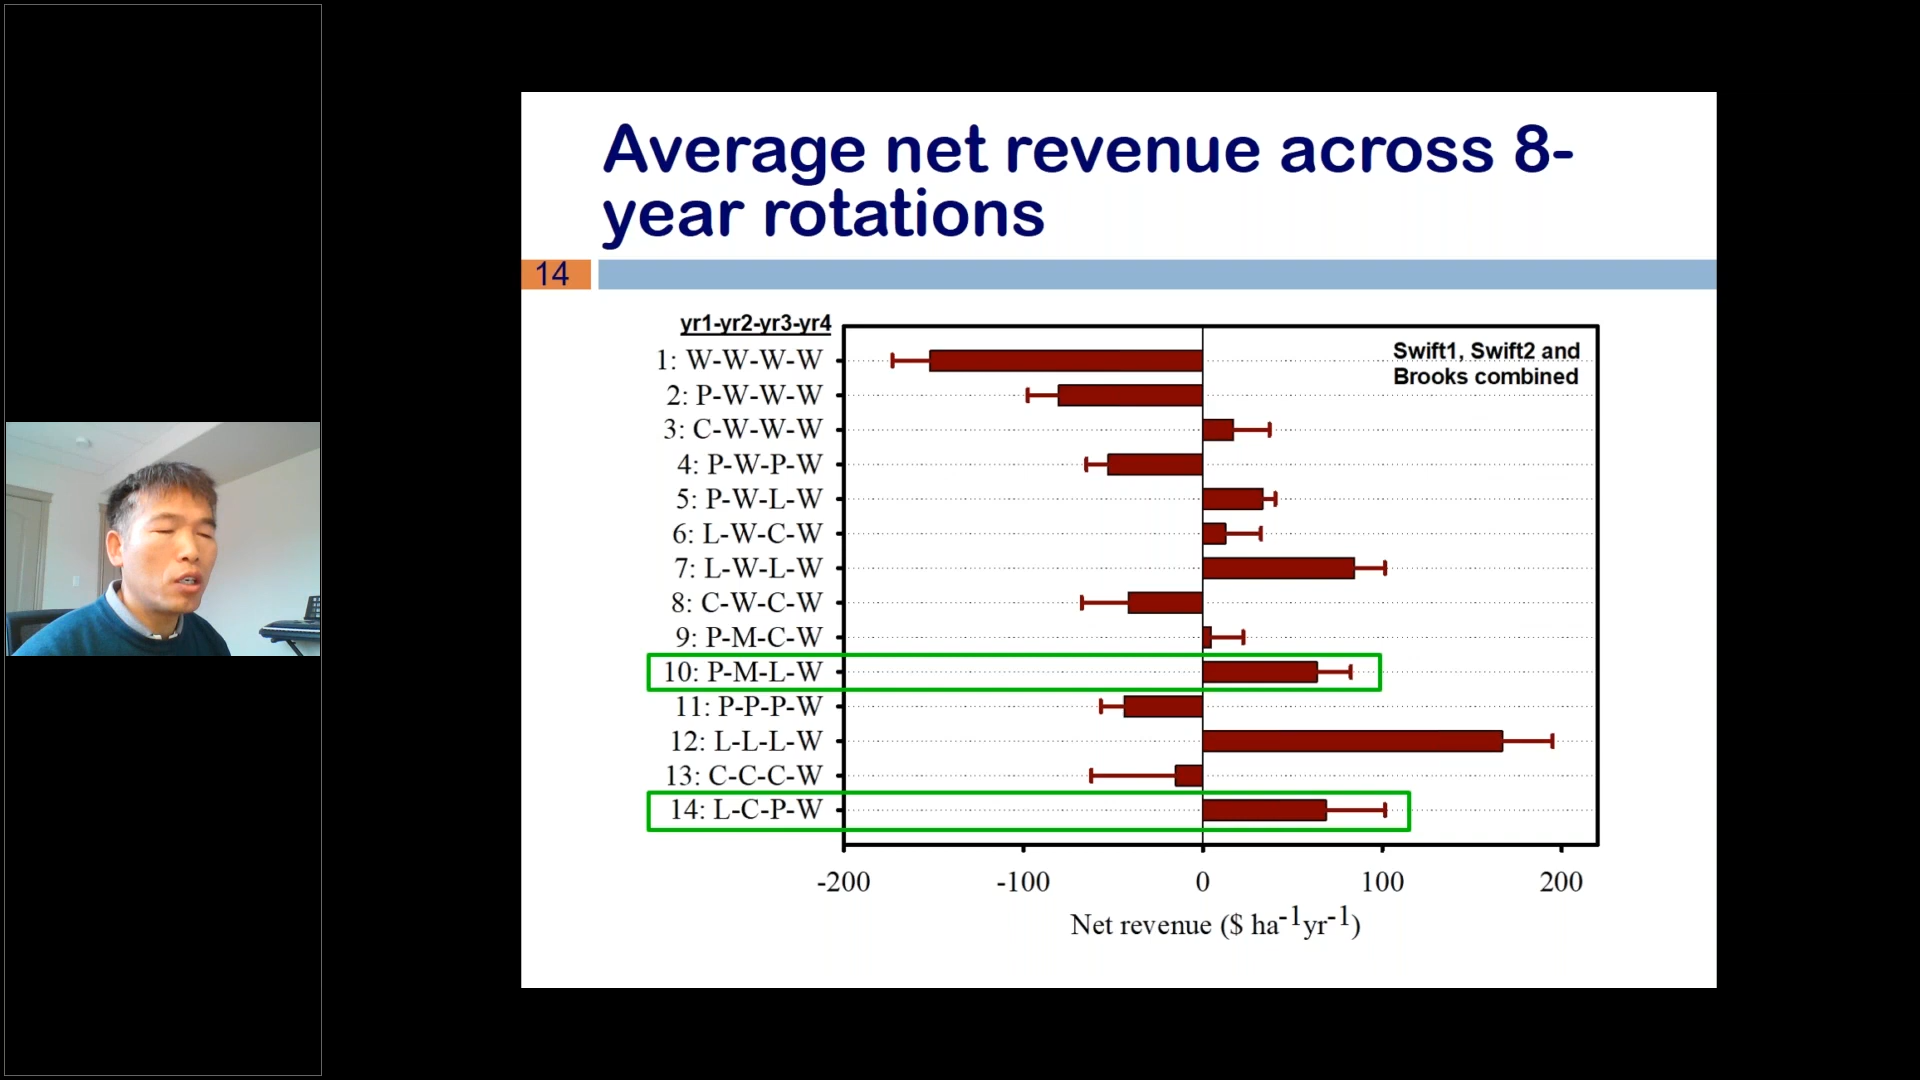 Average net revenue across 8-
year rotations
14
yr1-yr2-yr3-yr4
Swift1, Swift2 and
Brooks combined
1: W-W-W-W
2: P-W-W-W
3: C-W-W-W
4: P-W-P-W
5: P-W-L-W
6: L-W-C-W
7: L-W-L-W
8: C-W-C-W
9: P-M-C-W
10: P-M-L-W
11: P-P-P-W
12: L-L-L-W
13: C-C-C-W
14: L-C-P-W
-200 -100 0 100 200
Net revenue ($ ha-1yr-1)